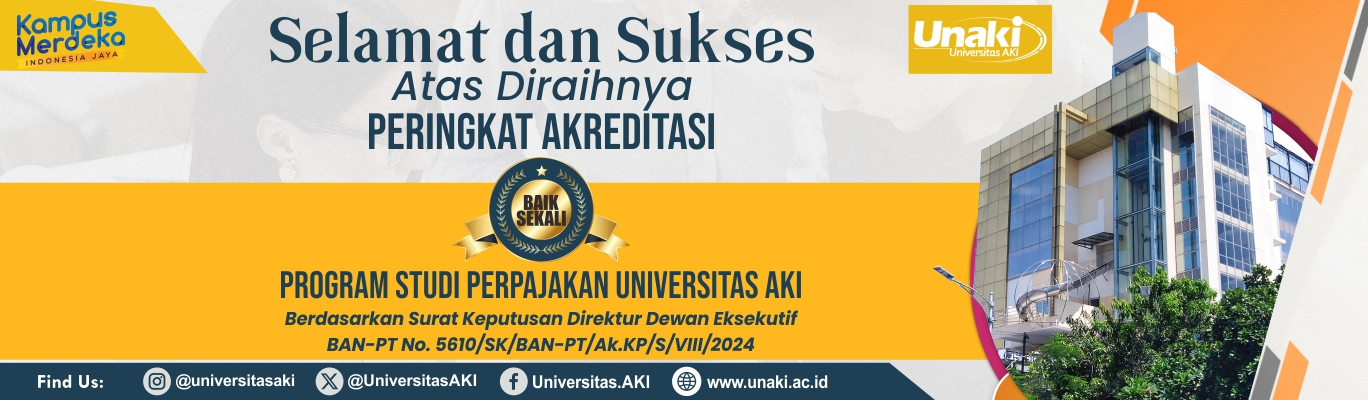 Kampus
Merdeka
INDONESIA JAYA
Selamat dan Sukses
Atas Diraihnya
PERINGKAT AKREDITASI
Unaki
Universitas AKI
BAIK
SEKALI
PROGRAM STUDI PERPAJAKAN UNIVERSITAS AKI
Berdasarkan Surat Keputusan Direktur Dewan Eksekutif
BAN-PT No. 5610/SK/BAN-PT/Ak.KP/S/VIII/2024
Find Us: @universitasaki @UniversitasAKI Universitas.AKI www.unaki.ac.id